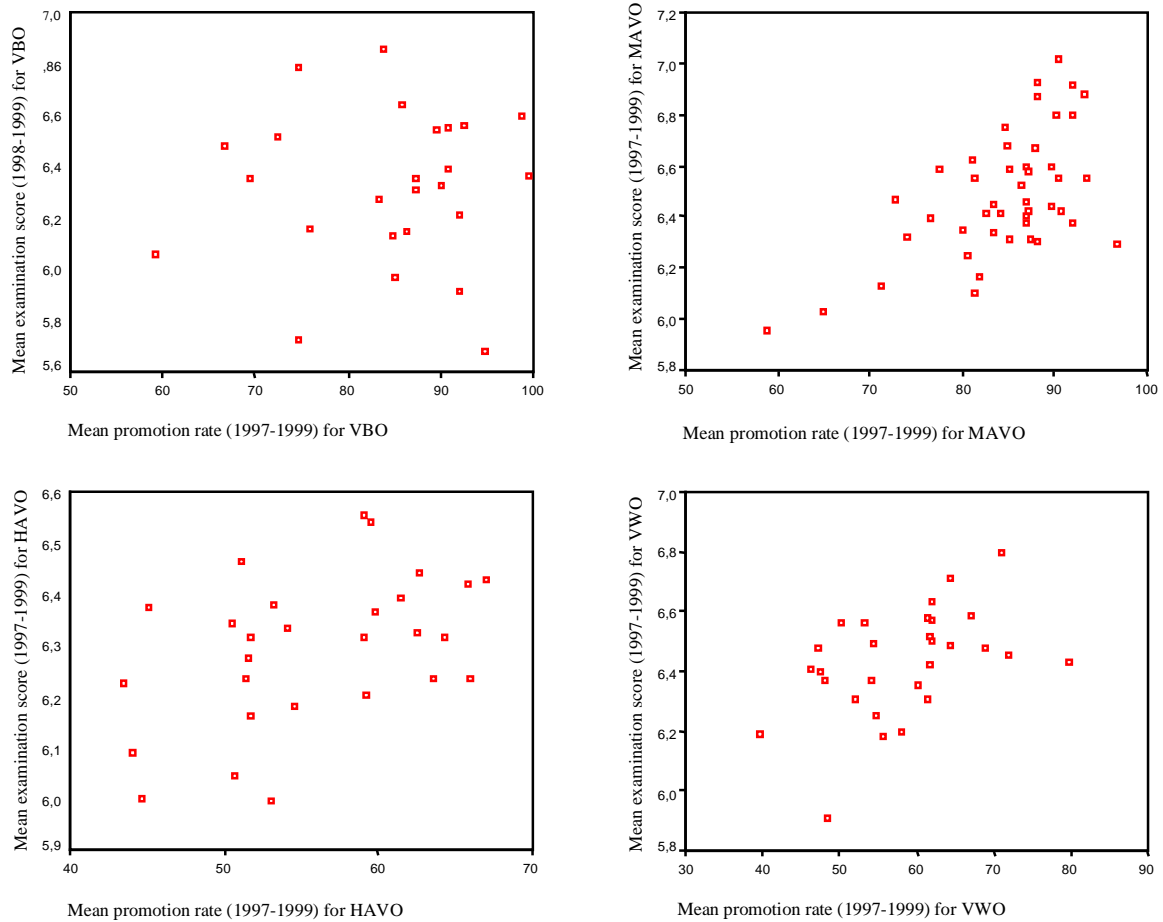 Mean examination score (1998-1999) for VBO
7,0
,86
6,6
6,4
6,2
6,0
5,8
5,6
50 60 70 80 90 100
Mean promotion rate (1997-1999) for VBO
Mean examination score (1997-1999) for MAVO
7,2
7,0
6,8
6,6
6,4
6,2
6,0
5,8
50 60 70 80 90 100
Mean promotion rate (1997-1999) for MAVO
Mean examination score (1997-1999) for HAVO
6,6
6,5
6,4
6,3
6,2
6,1
6,0
5,9
40 50 60 70
Mean promotion rate (1997-1999) for HAVO
Mean examination score (1997-1999) for VWO
7,0
6,8
6,6
6,4
6,2
6,0
5,8
30 40 50 60 70 80 90
Mean promotion rate (1997-1999) for VWO